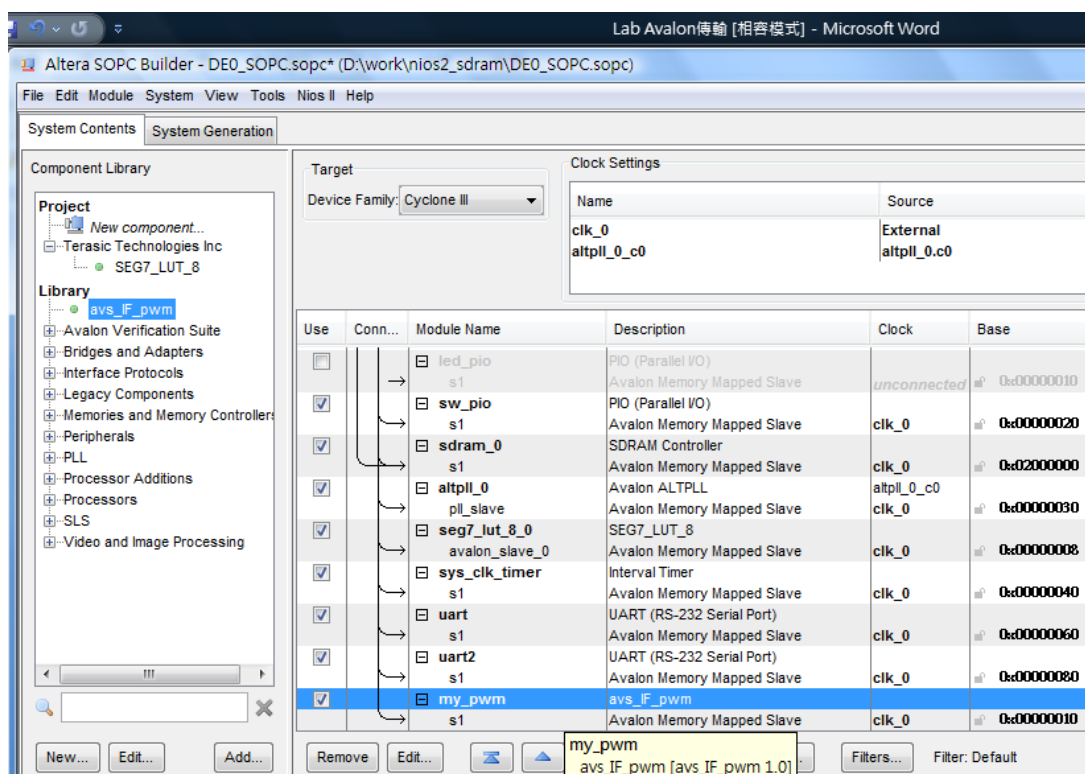 Lab Avalon傳輸 [相容模式] - Microsoft Word
Altera SOPC Builder - DE0_SOPC.sopc* (D:\work\nios2_sdram\DE0_SOPC.sopc)
File Edit Module System View Tools Nios II Help
System Contents System Generation
Component Library
Project
New component...
Terasic Technologies Inc
SEG7_LUT_8
Library
avs_IF_pwm
Avalon Verification Suite
Bridges and Adapters
Interface Protocols
Legacy Components
Memories and Memory Controllers
Peripherals
PLL
Processor Additions
Processors
SLS
Video and Image Processing
New... Edit... Add...
Target
Device Family: Cyclone III
Clock Settings
Name Source
clk_0 External
altpll_0_c0 altpll_0.c0
Use Conn... Module Name Description Clock Base
led_pio PIO (Parallel I/O)
s1 Avalon Memory Mapped Slave unconnected 0x00000010
sw_pio PIO (Parallel I/O)
s1 Avalon Memory Mapped Slave clk_0 0x00000020
sdram_0 SDRAM Controller
s1 Avalon Memory Mapped Slave clk_0 0x02000000
altpll_0 Avalon ALTPLL altpll_0_c0
pll_slave Avalon Memory Mapped Slave clk_0 0x00000030
seg7_lut_8_0 SEG7_LUT_8
avalon_slave_0 Avalon Memory Mapped Slave clk_0 0x00000008
sys_clk_timer Interval Timer
s1 Avalon Memory Mapped Slave clk_0 0x00000040
uart UART (RS-232 Serial Port)
s1 Avalon Memory Mapped Slave clk_0 0x00000060
uart2 UART (RS-232 Serial Port)
s1 Avalon Memory Mapped Slave clk_0 0x00000080
my_pwm avs_IF_pwm
s1 Avalon Memory Mapped Slave clk_0 0x00000010
Remove Edit... Filters... Filter: Default
my_pwm
avs_IF_pwm [avs_IF_pwm 1.0]